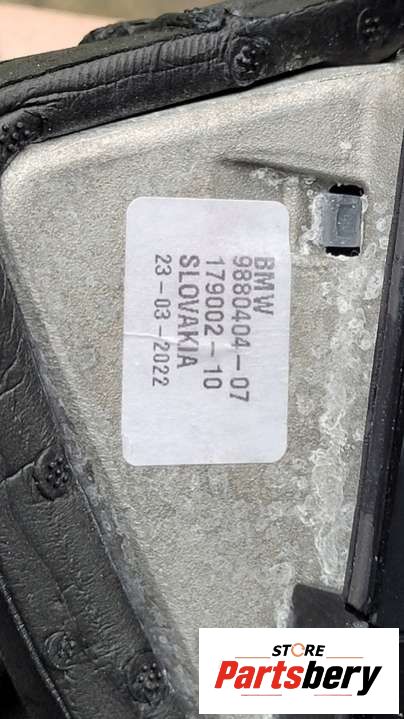 BMW
9880404-07
179002-10
SLOVAKIA
23-03-2022
STORE
Partsbery